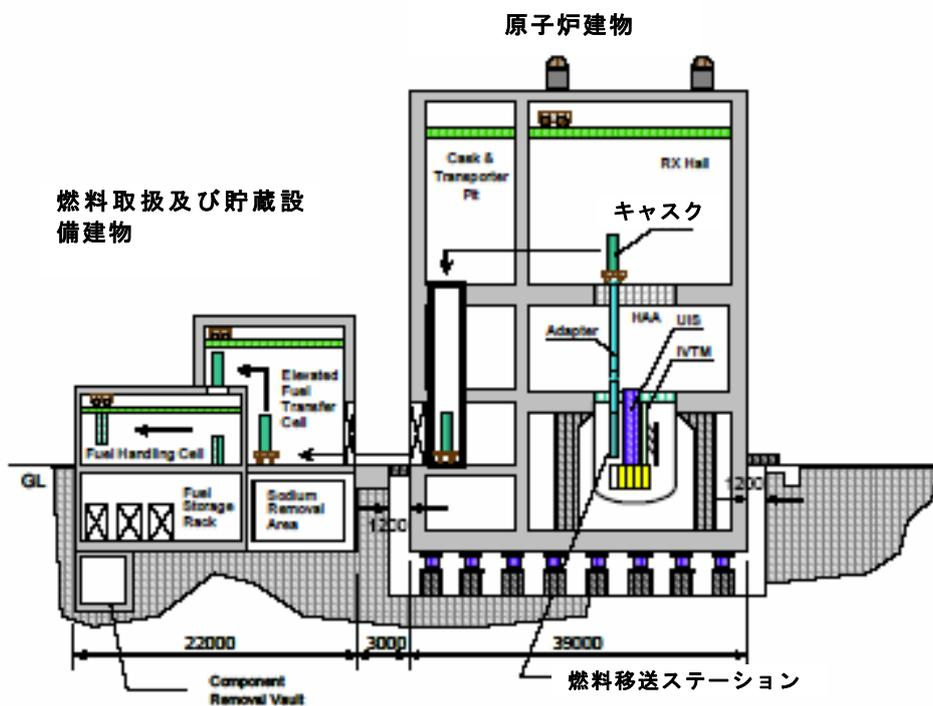 原子炉建物
Cask &
Transporter
Pit
RX Hall
燃料取扱及び貯蔵設
備建物
キャスク
HAA
UIS
Adapter
IVTM
Elevated
Fuel
Transfer
Cell
Fuel Handling Cell
GL
Fuel
Storage
Rack
Sodium
Removal
Area
1200
1200
22000
3000
39000
燃料移送ステーション
Component
Removal Vault